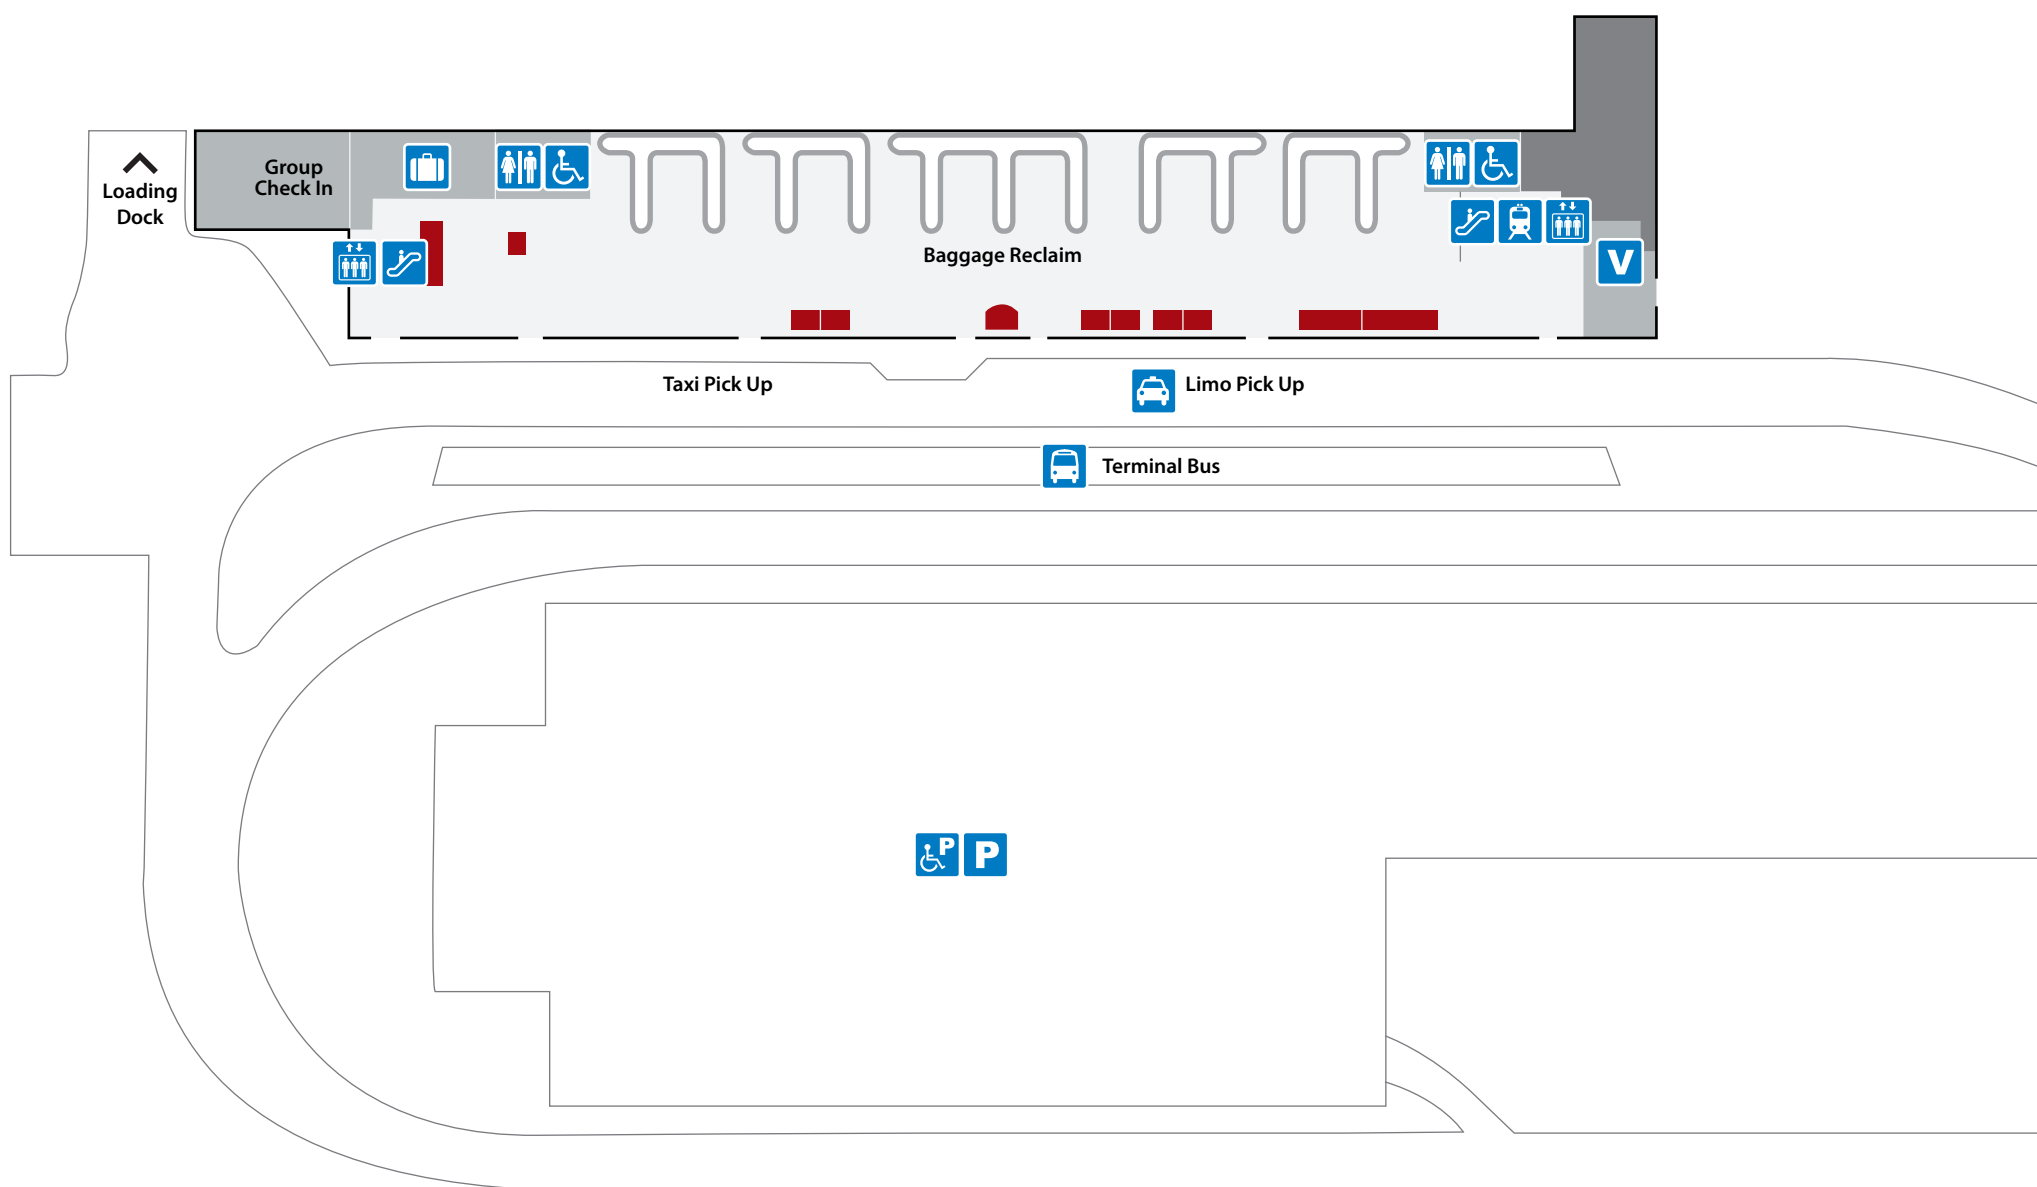 Group
Check In
Loading
Dock
Baggage Reclaim
V
Taxi Pick Up
Limo Pick Up
Terminal Bus
P
P